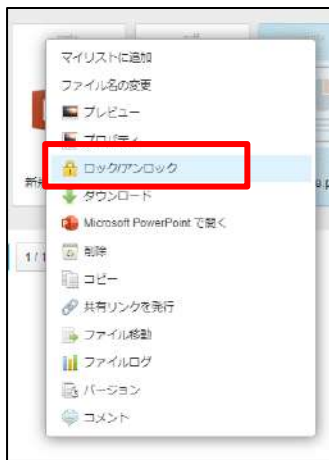 マイリストに追加
ファイル名の変更
プレビュー
プロパティ
ロック/アンロック
ダウンロード
Microsoft PowerPoint で開く
削除
コピー
共有リンクを発行
ファイル移動
ファイルログ
バージョン
コメント